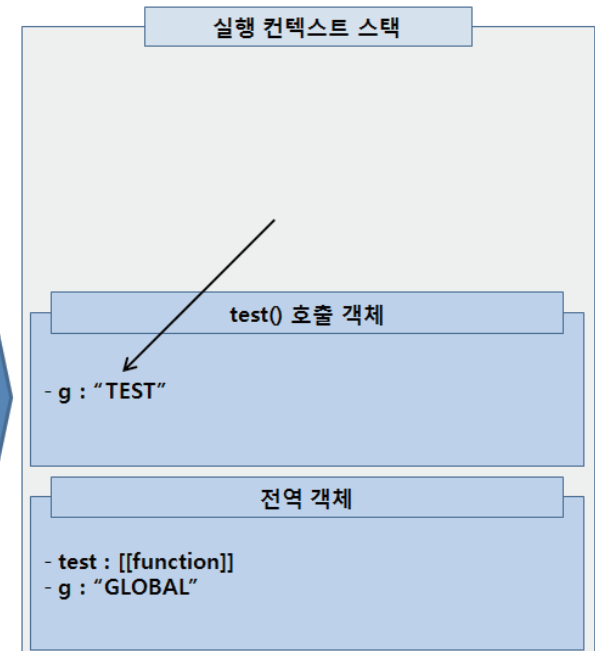 실행 컨텍스트 스택
test() 호출 객체
- g : “TEST”
전역 객체
- test : [[function]]
- g : “GLOBAL”